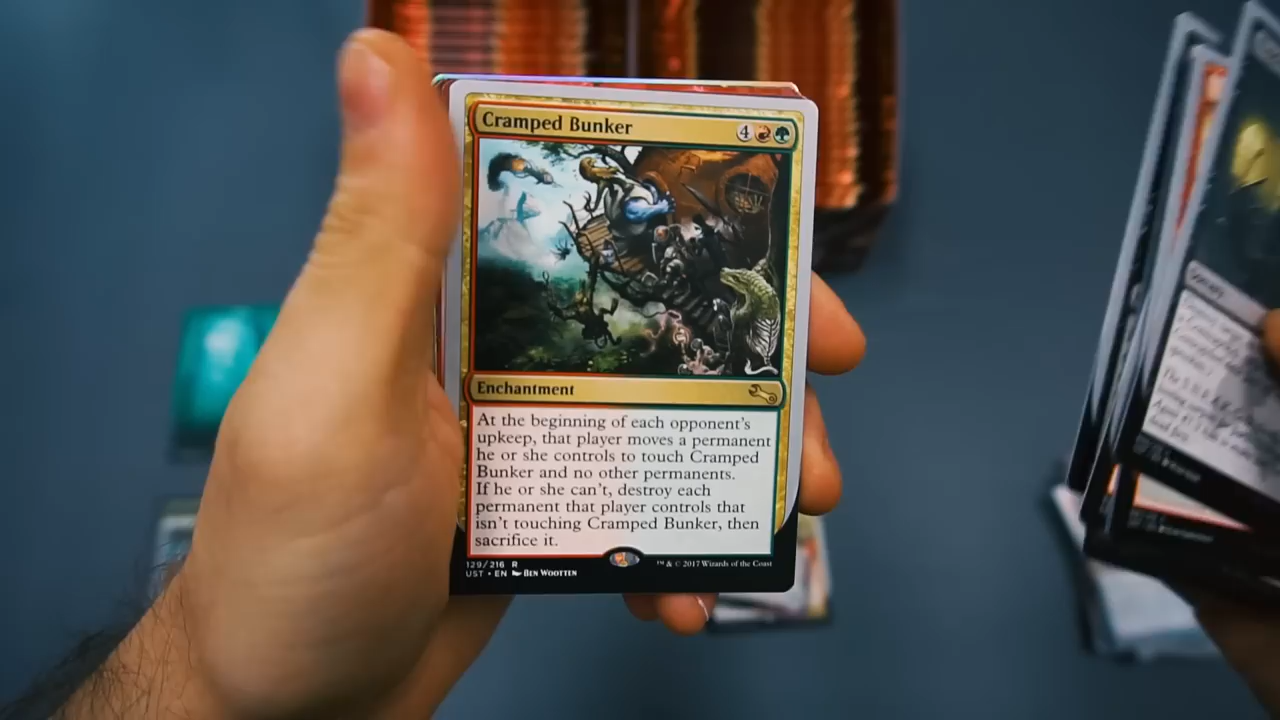 Cramped Bunker
4
Enchantment
At the beginning of each opponent's
upkeep, that player moves a permanent
he or she controls to touch Cramped
Bunker and no other permanents.
If he or she can't, destroy each
permanent that player controls that
isn't touching Cramped Bunker, then
sacrifice it.
129/216 R
UST • EN BEN WOOTTEN
™ & © 2017 Wizards of the Coast